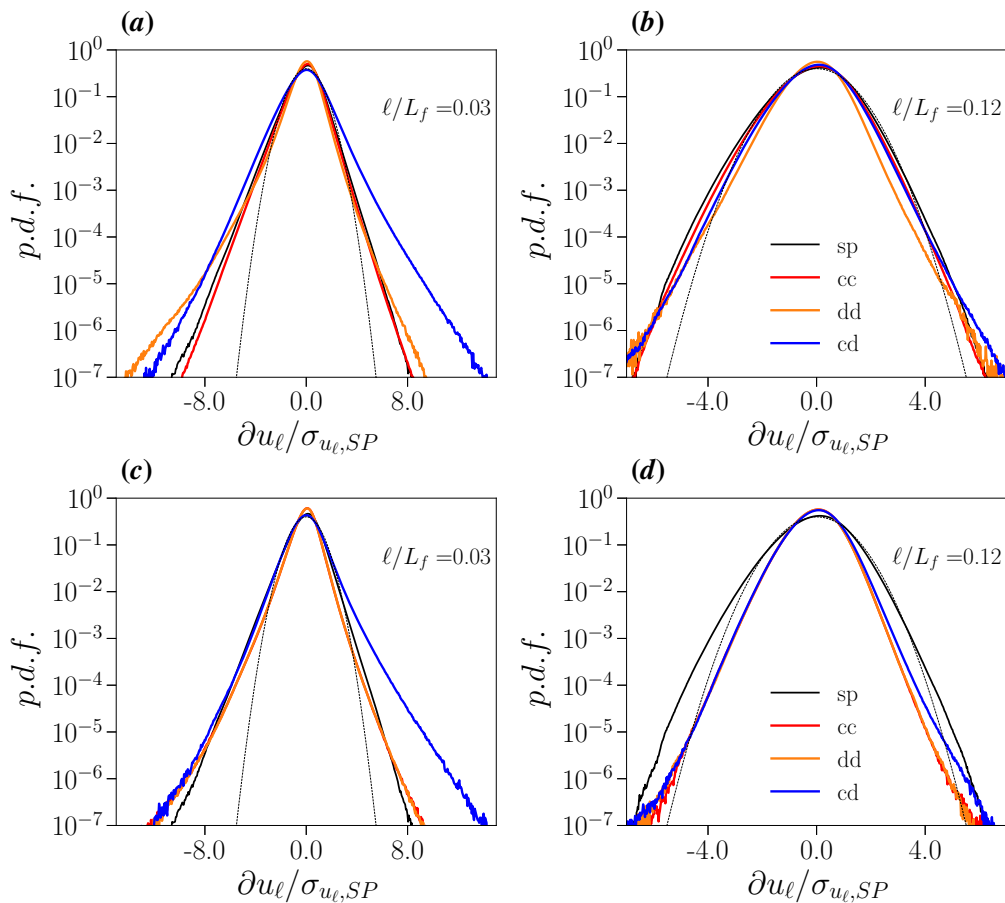 (a)
10^0
10^-1
10^-2
10^-3
10^-4
10^-5
10^-6
10^-7
p.d.f.
ℓ/L_f =0.03
-8.0 0.0 8.0
∂u_ℓ/σ_{u_ℓ,SP}
(b)
10^0
10^-1
10^-2
10^-3
10^-4
10^-5
10^-6
10^-7
p.d.f.
ℓ/L_f =0.12
sp
cc
dd
cd
-4.0 0.0 4.0
∂u_ℓ/σ_{u_ℓ,SP}
(c)
10^0
10^-1
10^-2
10^-3
10^-4
10^-5
10^-6
10^-7
p.d.f.
ℓ/L_f =0.03
-8.0 0.0 8.0
∂u_ℓ/σ_{u_ℓ,SP}
(d)
10^0
10^-1
10^-2
10^-3
10^-4
10^-5
10^-6
10^-7
p.d.f.
ℓ/L_f =0.12
sp
cc
dd
cd
-4.0 0.0 4.0
∂u_ℓ/σ_{u_ℓ,SP}